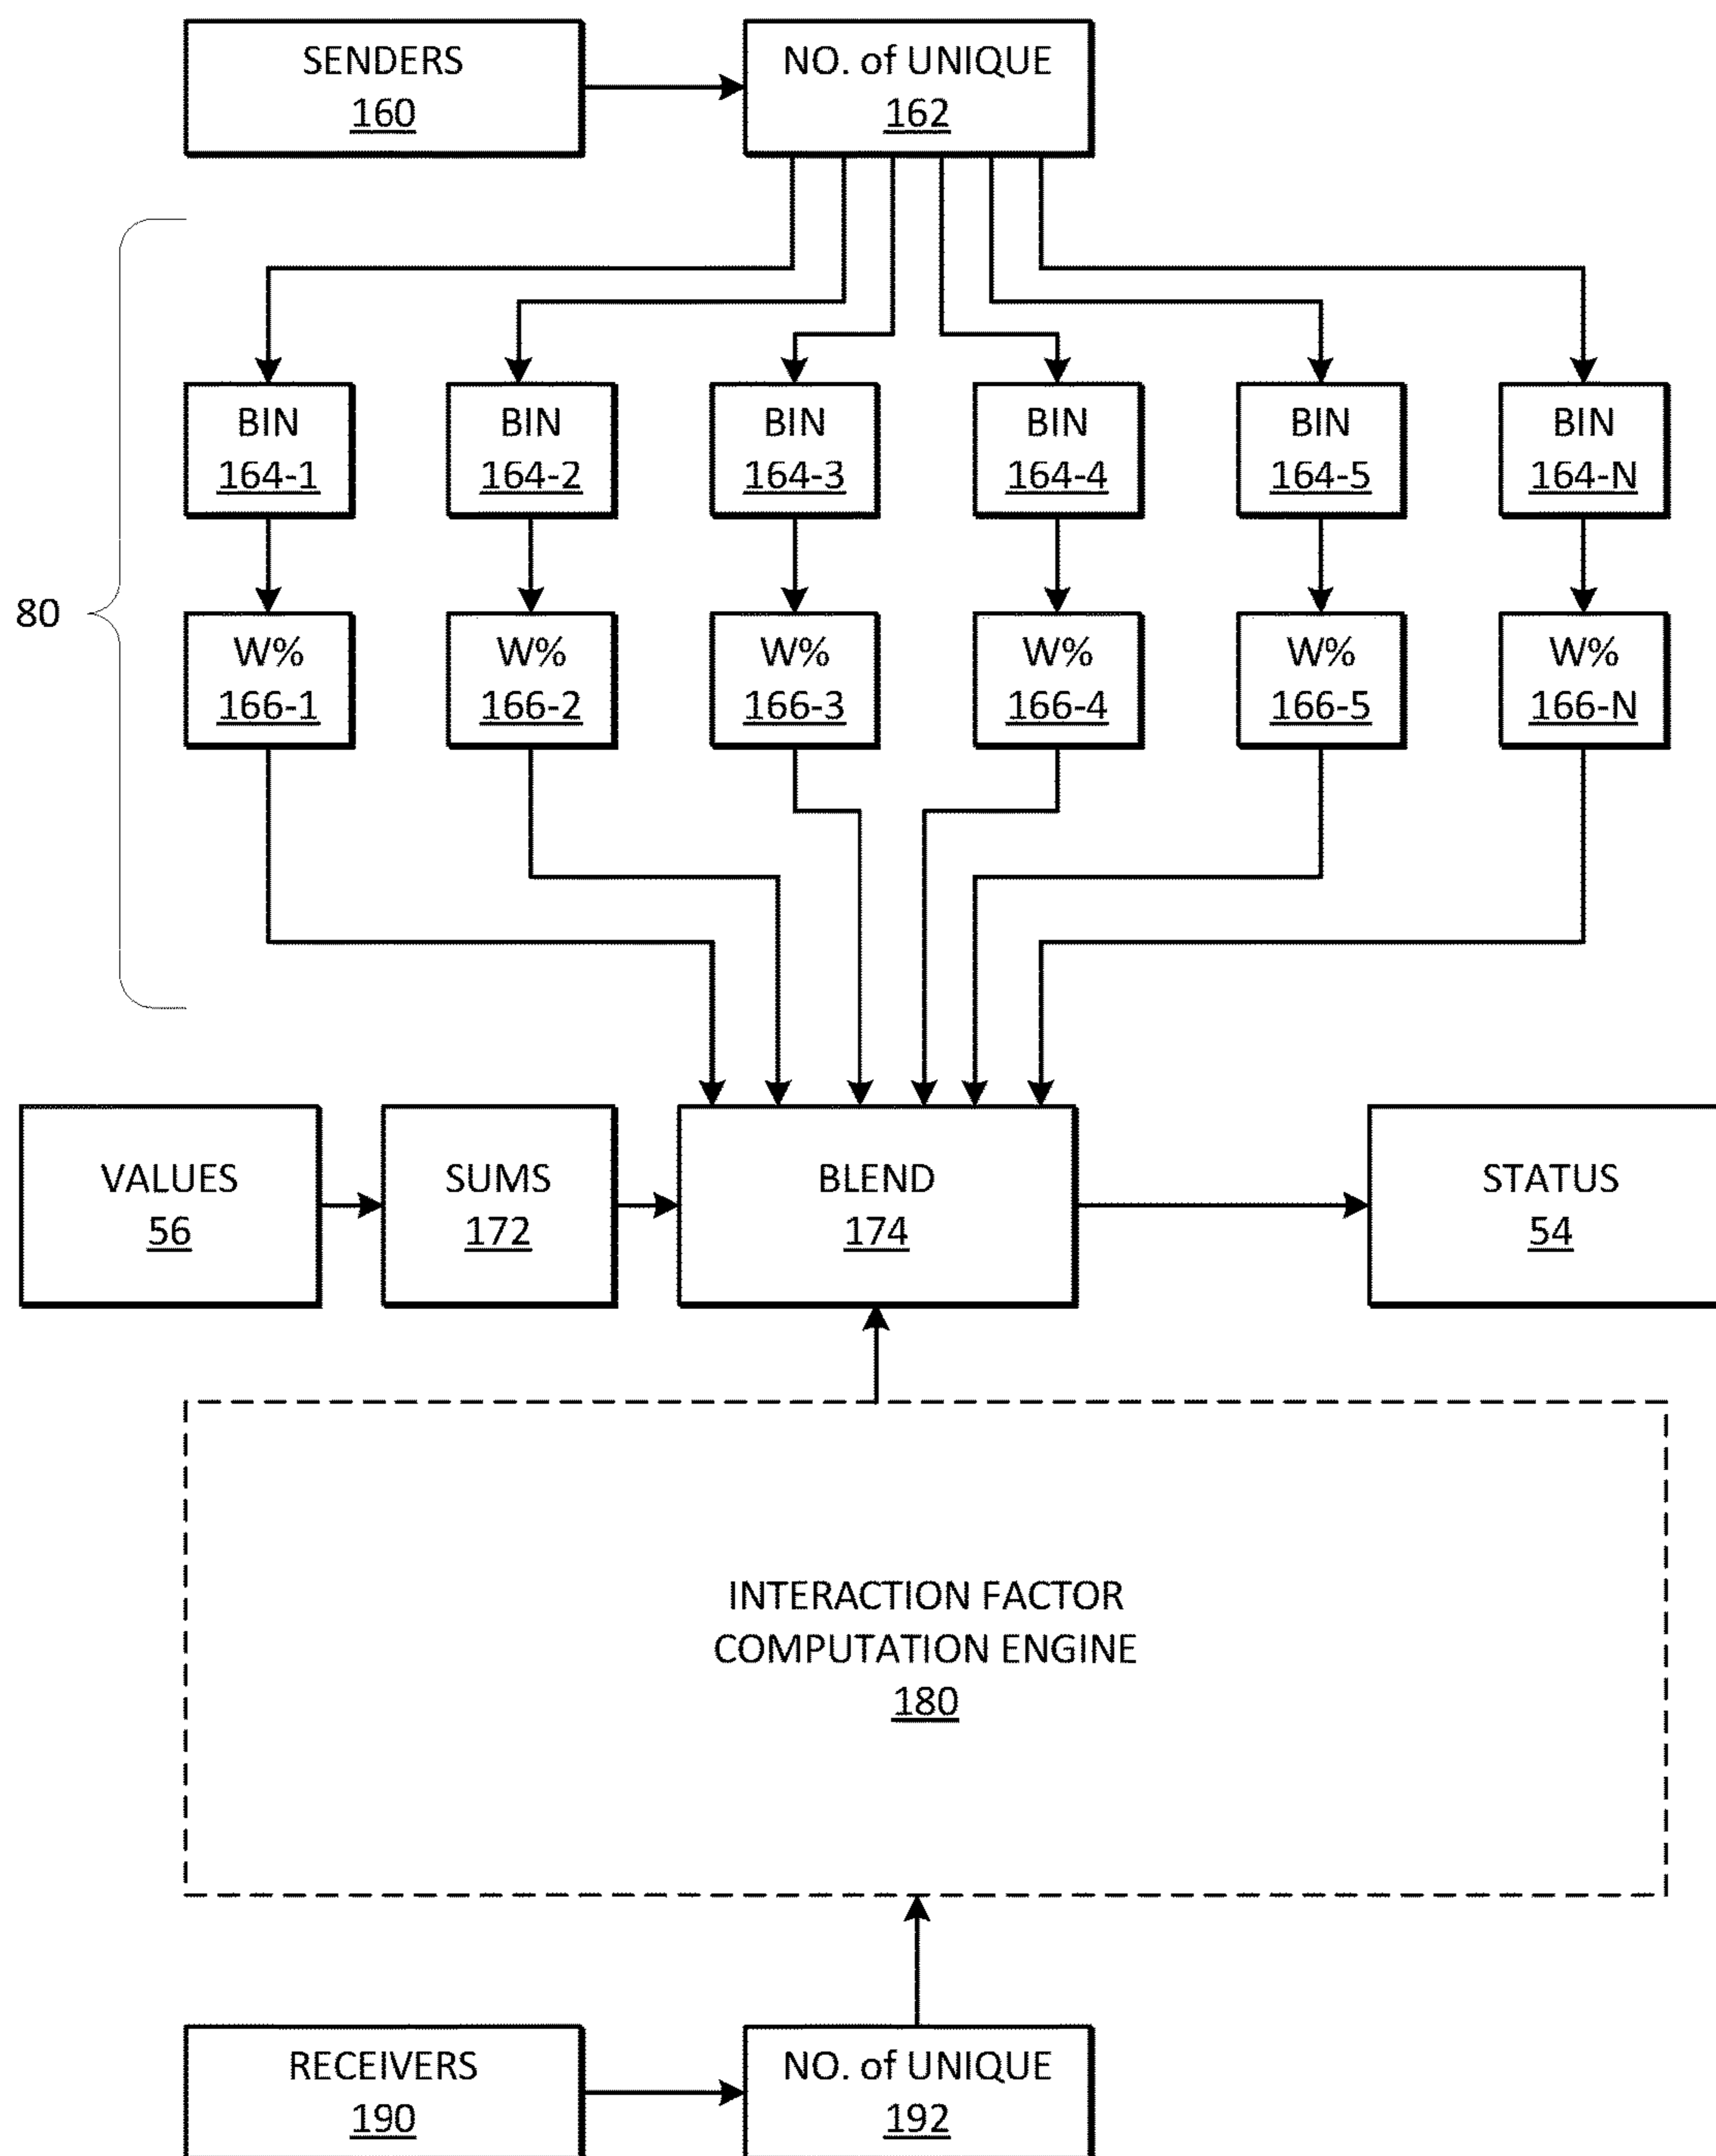 SENDERS
160
NO. of UNIQUE
162
BIN
164-1
BIN
164-2
BIN
164-3
BIN
164-4
BIN
164-5
BIN
164-N
80
W%
166-1
W%
166-2
W%
166-3
W%
166-4
W%
166-5
W%
166-N
VALUES
56
SUMS
172
BLEND
174
STATUS
54
INTERACTION FACTOR
COMPUTATION ENGINE
180
RECEIVERS
190
NO. of UNIQUE
192